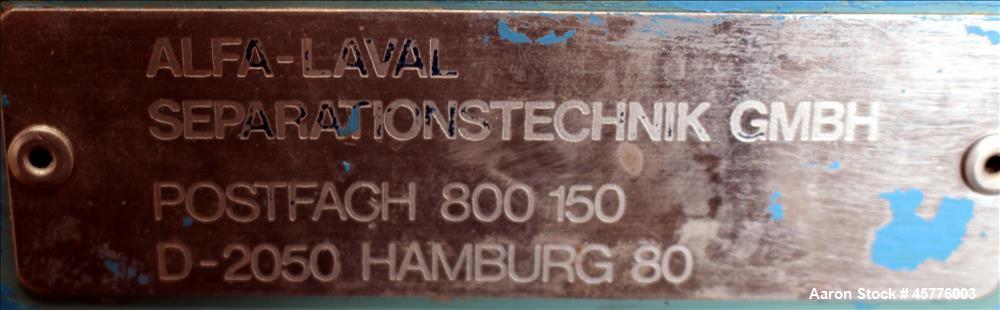 ALFA-LAVAL
SEPARATIONSTECHNIK GMBH
POSTFACH 800 150
D-2050 HAMBURG 80
Aaron Stock # 45776003